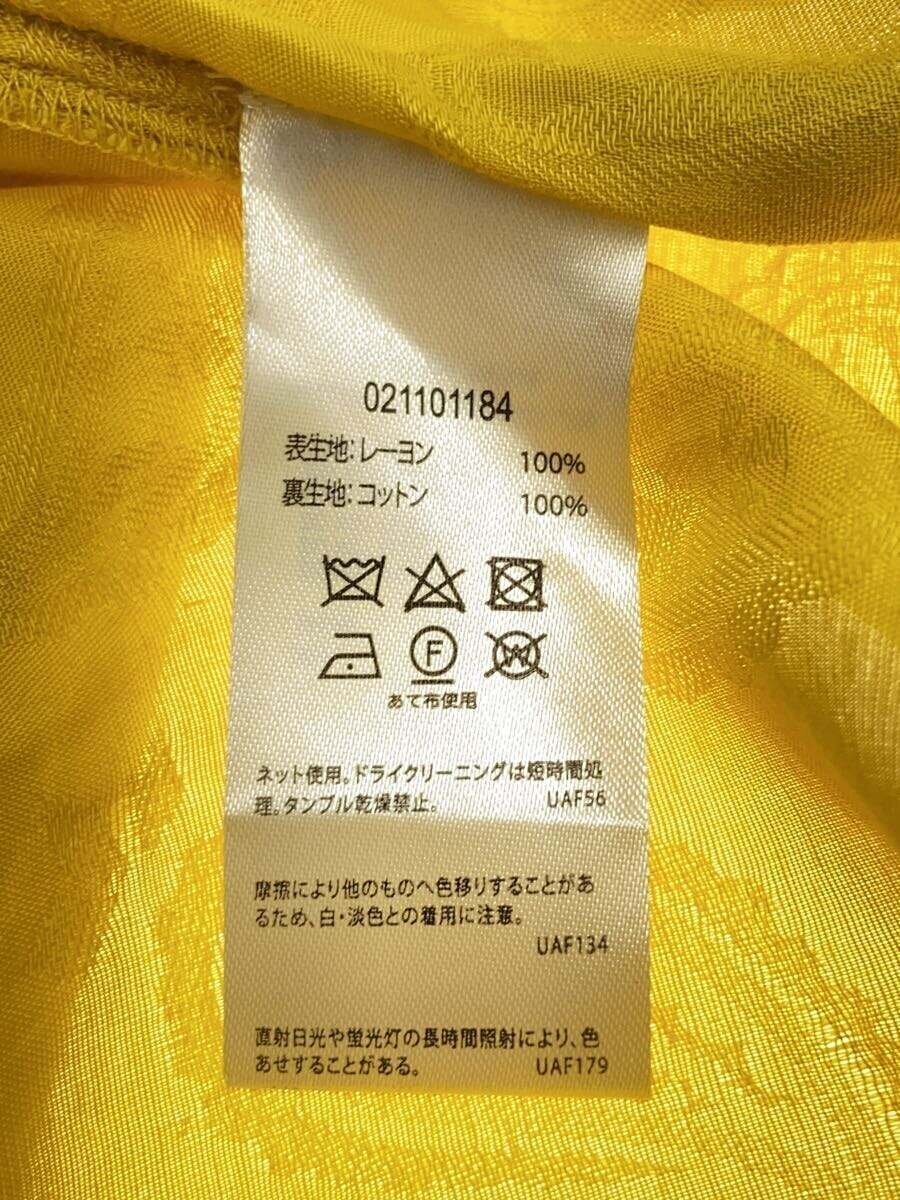 021101184
表生地：レーヨン 100%
裏生地：コットン 100%
F W
あて布使用
ネット使用。ドライクリーニングは短時間処
理。タンブル乾燥禁止。 UAF56
摩擦により他のものへ色移りすることがあ
るため、白・淡色との着用に注意。
UAF134
直射日光や蛍光灯の長時間照射により、色
あせすることがある。 UAF179